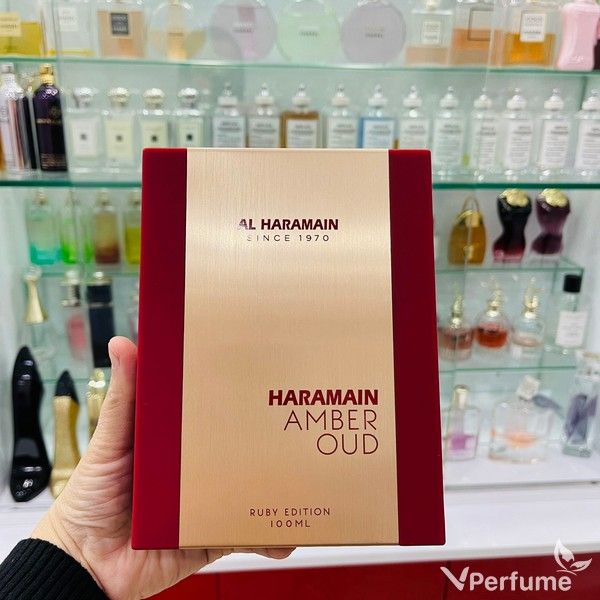 AL HARAMAIN
SINCE 1970
HARAMAIN
AMBER
OUD
RUBY EDITION
100ML
VPerfume